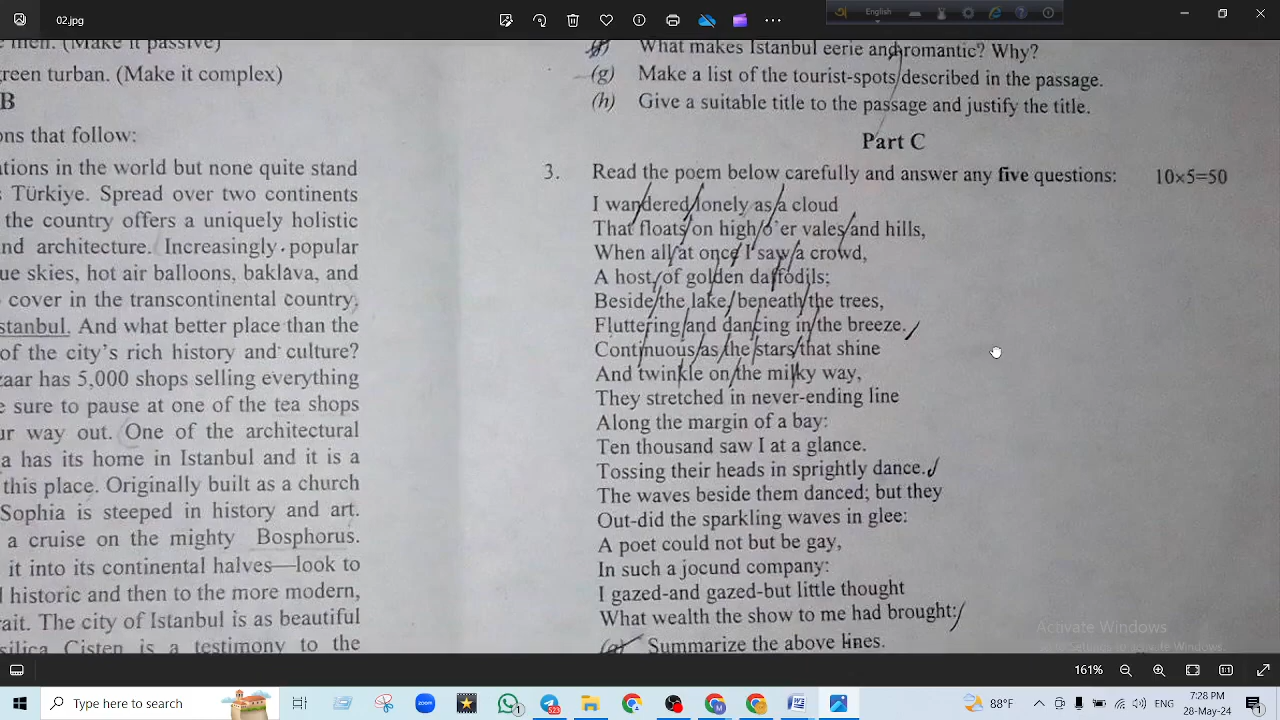 02.jpg
English
e men. (Make it passive)
green turban. (Make it complex)
B
ons that follow:
ations in the world but none quite stand
s Türkiye. Spread over two continents
the country offers a uniquely holistic
nd architecture. Increasingly popular
ue skies, hot air balloons, baklava, and
cover in the transcontinental country,
stanbul. And what better place than the
of the city's rich history and culture?
zaar has 5,000 shops selling everything
e sure to pause at one of the tea shops
ur way out. One of the architectural
a has its home in Istanbul and it is a
this place. Originally built as a church
Sophia is steeped in history and art.
a cruise on the mighty Bosphorus.
it into its continental halves—look to
l historic and then to the more modern,
rait. The city of Istanbul is as beautiful
silica Cisten is a testimony to the
What makes Istanbul eerie and romantic? Why?
(g) Make a list of the tourist-spots described in the passage.
(h) Give a suitable title to the passage and justify the title.
Part C
3. Read the poem below carefully and answer any five questions: 10×5=50
I wandered lonely as a cloud
That floats on high o'er vales and hills,
When all at once I saw a crowd,
A host, of golden daffodils;
Beside the lake, beneath the trees,
Fluttering and dancing in the breeze.
Continuous as the stars that shine
And twinkle on the milky way,
They stretched in never-ending line
Along the margin of a bay:
Ten thousand saw I at a glance.
Tossing their heads in sprightly dance.
The waves beside them danced; but they
Out-did the sparkling waves in glee:
A poet could not but be gay,
In such a jocund company:
I gazed-and gazed-but little thought
What wealth the show to me had brought:
(a) Summarize the above lines.
Activate Windows
Go to Settings to activate Windows.
161%
Type here to search
zoom
523
1
M
88°F
ENG
7:28 PM
28-May-24
1